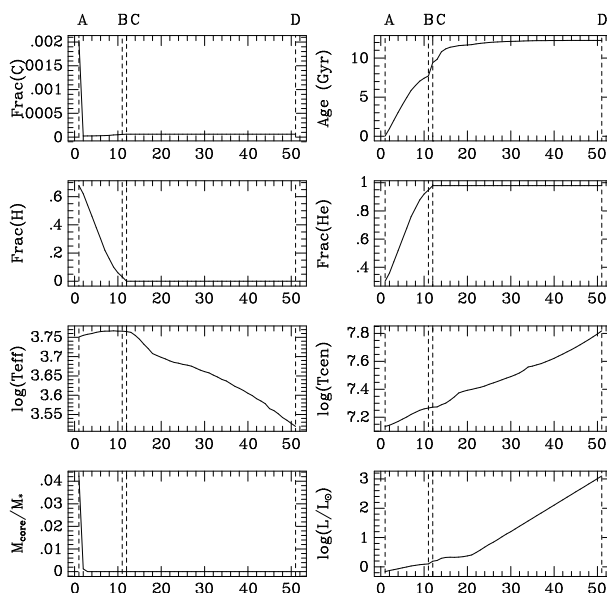 A B C D A B C D
.002
.0015
.001
.0005
0
Frac(C)
0 10 20 30 40 50
10
5
0
Age (Gyr)
0 10 20 30 40 50
.6
.4
.2
0
Frac(H)
0 10 20 30 40 50
1
.8
.6
.4
Frac(He)
0 10 20 30 40 50
3.75
3.7
3.65
3.6
3.55
log(Teff)
0 10 20 30 40 50
7.8
7.6
7.4
7.2
log(Tcen)
0 10 20 30 40 50
.04
.03
.02
.01
0
M_core/M_*
0 10 20 30 40 50
3
2
1
0
log(L/L☉)
0 10 20 30 40 50